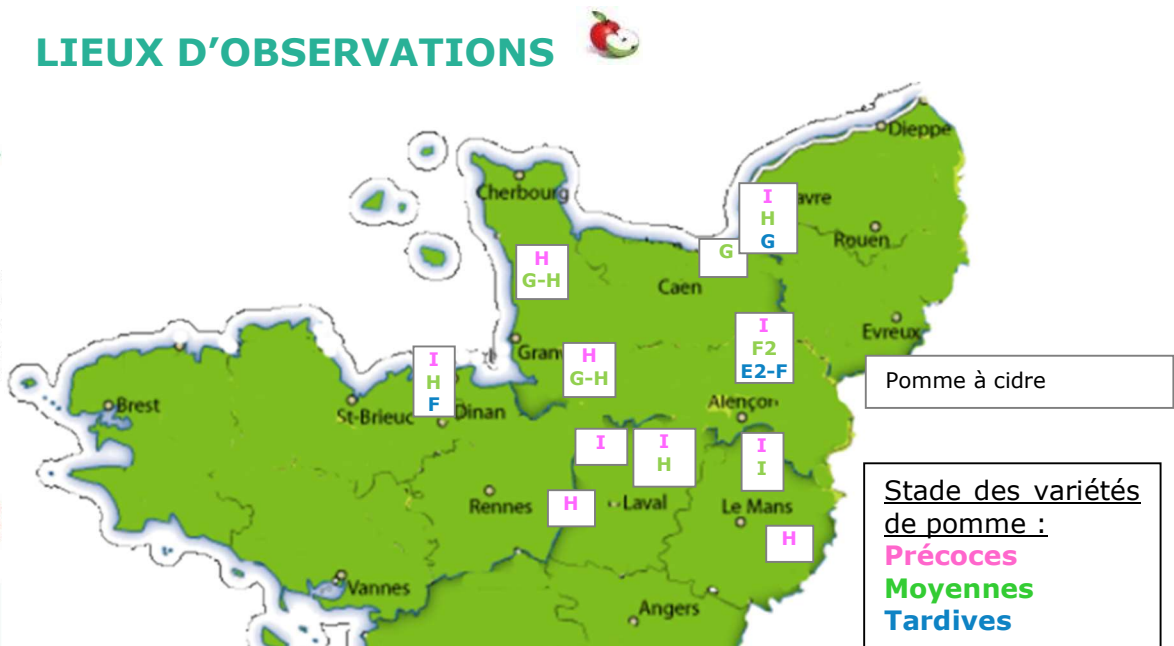 LIEUX D'OBSERVATIONS
Dieppe
Cherbourg
I
avre
H
G
Rouen
G
H
G-H
Caen
I
F2
E2-F
Evreux
Gran
H
G-H
I
H
F
Pomme à cidre
Brest
St-Brieuc
Dinan
Alençon
I
I
H
I
I
Stade des variétés
de pomme :
Précoces
Moyennes
Tardives
Rennes
H
Laval
Le Mans
H
Vannes
Angers